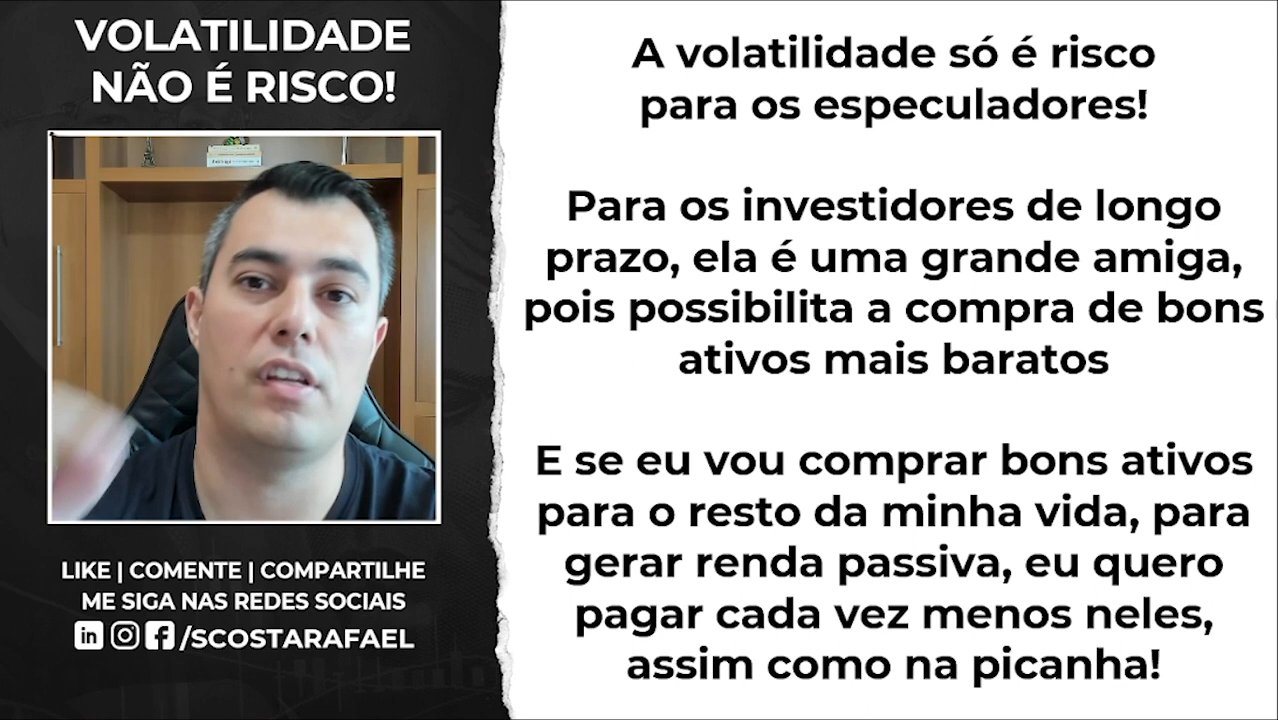 VOLATILIDADE
NÃO É RISCO!
LIKE | COMENTE | COMPARTILHE
ME SIGA NAS REDES SOCIAIS
/SCOSTARAFAEL
A volatilidade só é risco
para os especuladores!
Para os investidores de longo
prazo, ela é uma grande amiga,
pois possibilita a compra de bons
ativos mais baratos
E se eu vou comprar bons ativos
para o resto da minha vida, para
gerar renda passiva, eu quero
pagar cada vez menos neles,
assim como na picanha!